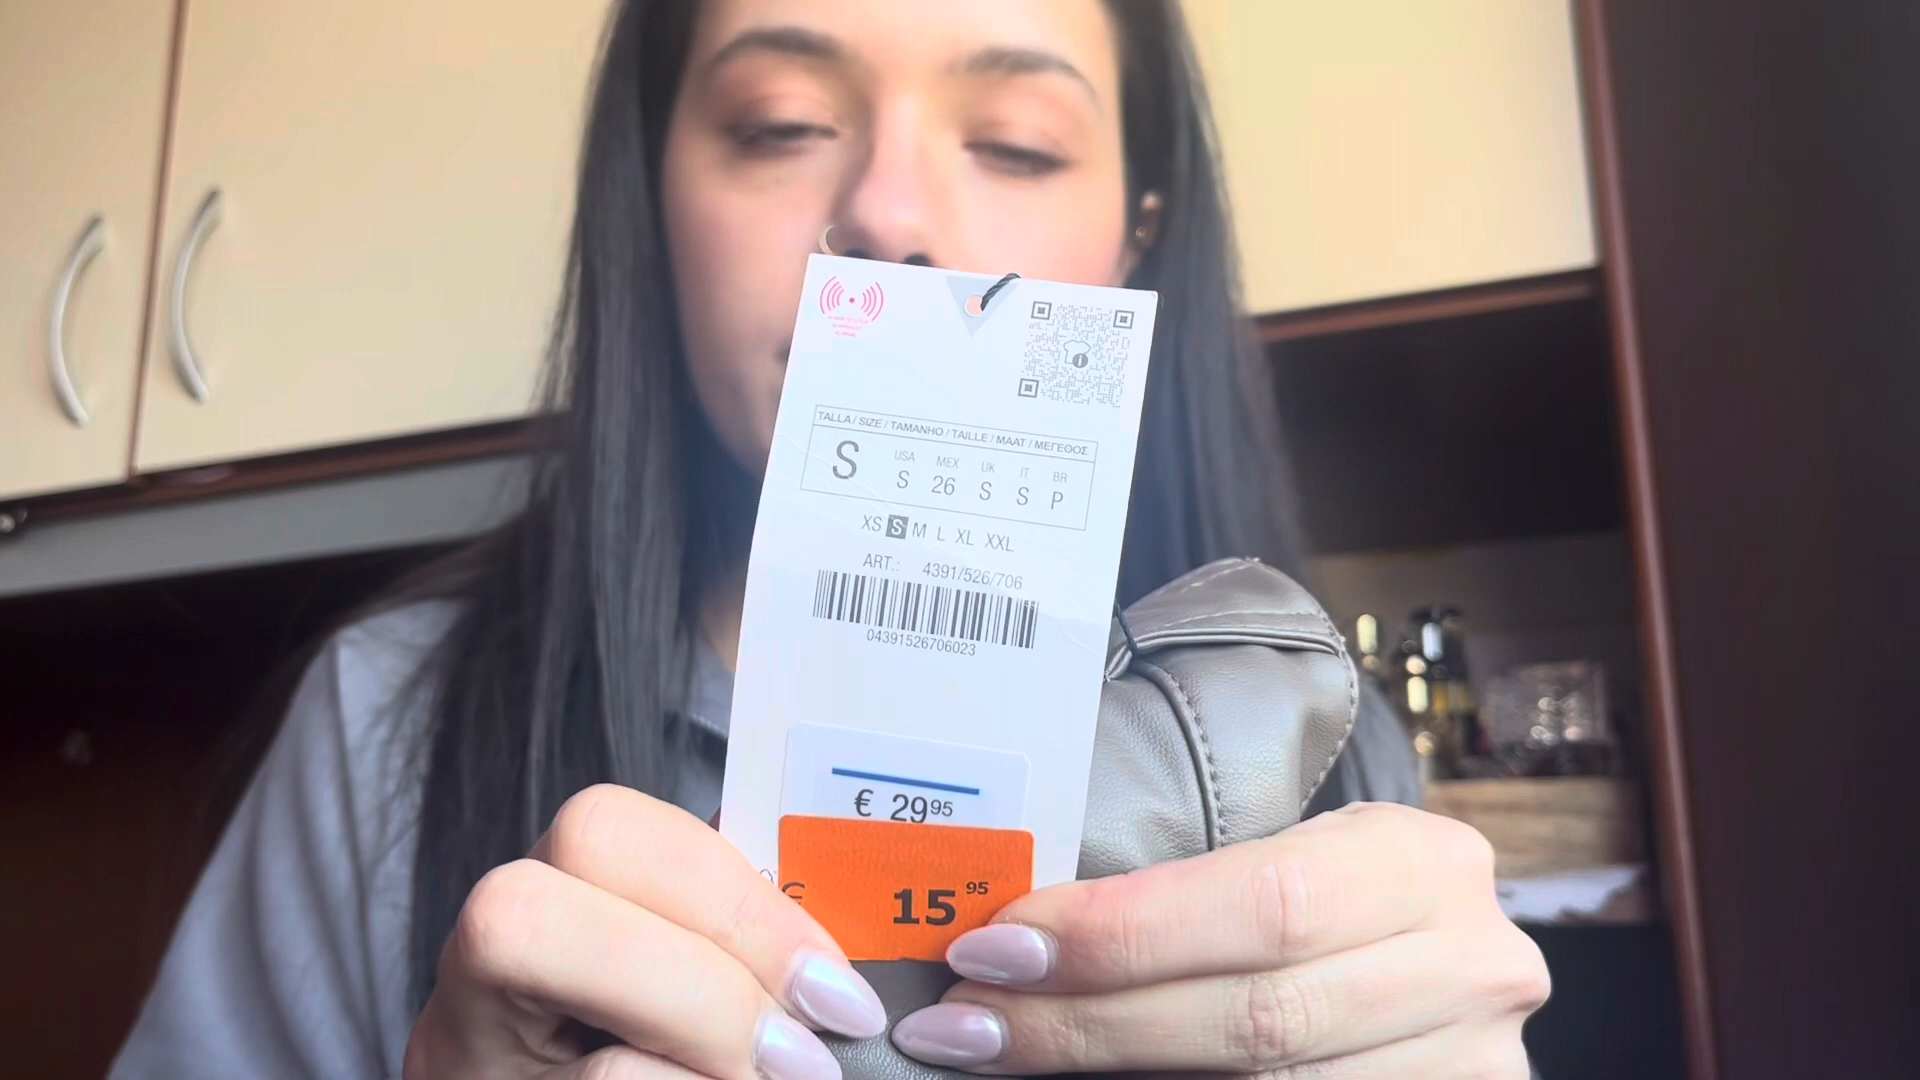 TALLA / SIZE / TAMANHO / TAILLE / MAAT / ΜΕΓΕΘΟΣ
USA MEX UK IT BR
S S 26 S S P
XS S M L XL XXL
ART.: 4391/526/706
04391526706023
€ 29 95
€ 15 95